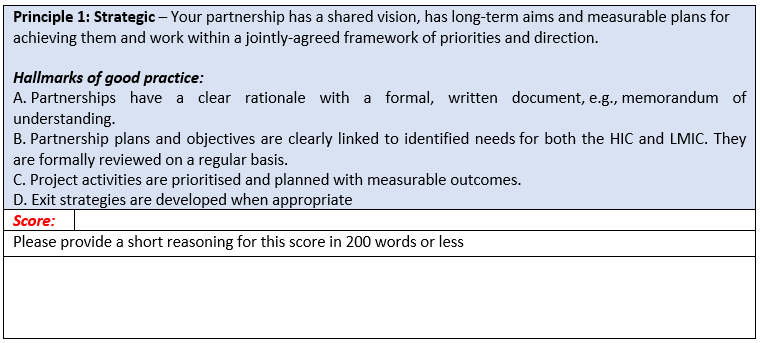 Principle 1: Strategic – Your partnership has a shared vision, has long-term aims and measurable plans for
achieving them and work within a jointly-agreed framework of priorities and direction.
Hallmarks of good practice:
A. Partnerships have a clear rationale with a formal, written document, e.g., memorandum of
understanding.
B. Partnership plans and objectives are clearly linked to identified needs for both the HIC and LMIC. They
are formally reviewed on a regular basis.
C. Project activities are prioritised and planned with measurable outcomes.
D. Exit strategies are developed when appropriate
Score:
Please provide a short reasoning for this score in 200 words or less